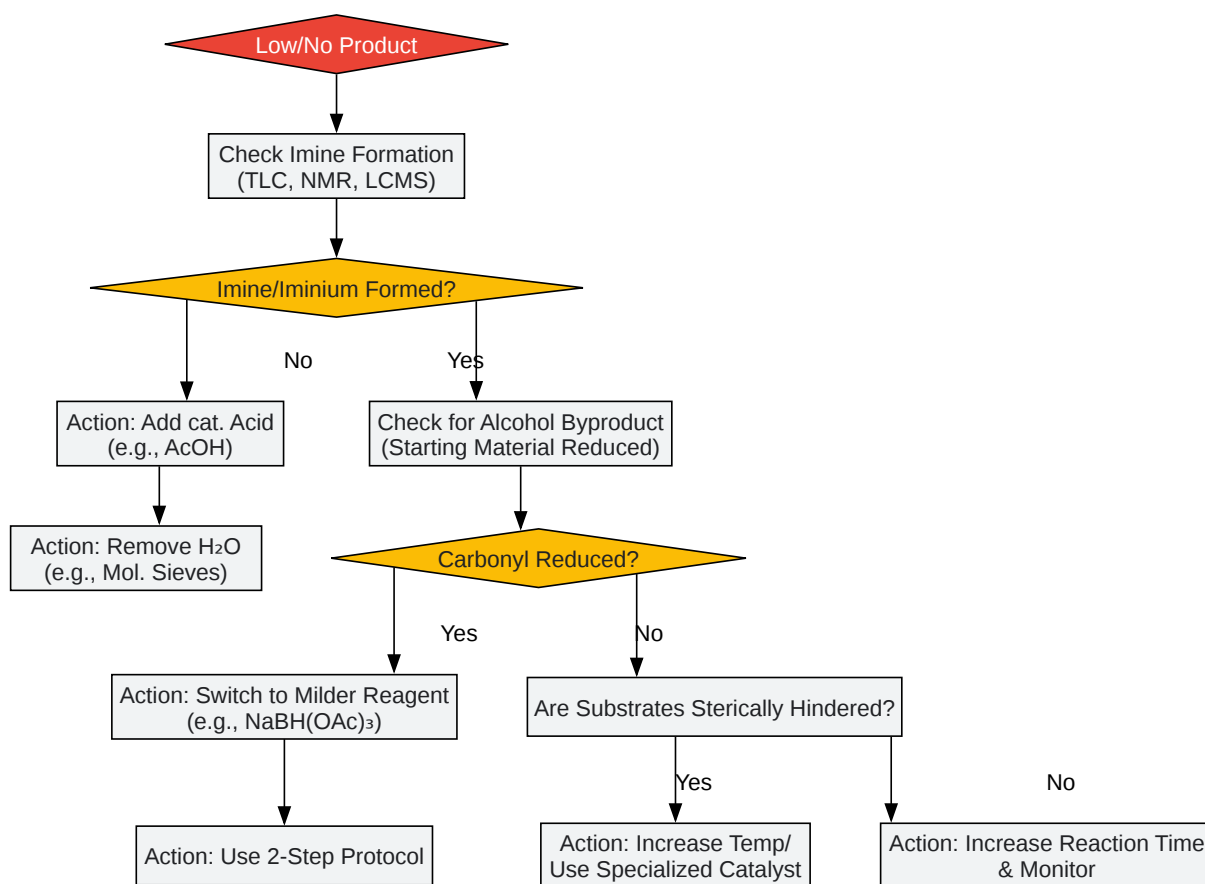 Low/No Product
Check Imine Formation
(TLC, NMR, LCMS)
Imine/Iminium Formed?
No
Yes
Action: Add cat. Acid
(e.g., AcOH)
Check for Alcohol Byproduct
(Starting Material Reduced)
Action: Remove H₂O
(e.g., Mol. Sieves)
Carbonyl Reduced?
Yes
No
Action: Switch to Milder Reagent
(e.g., NaBH(OAc)₃)
Are Substrates Sterically Hindered?
Yes
No
Action: Use 2-Step Protocol
Action: Increase Temp/
Use Specialized Catalyst
Action: Increase Reaction Time
& Monitor